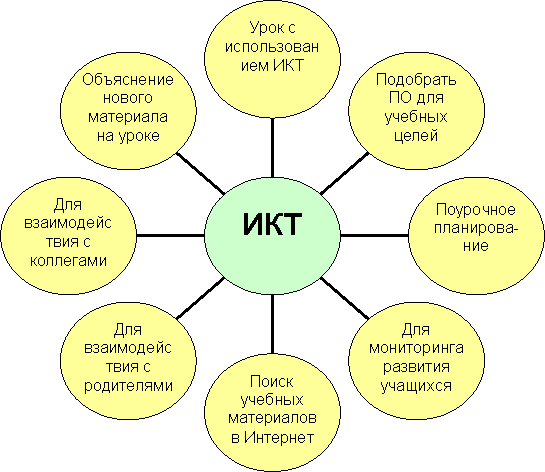 Урок с
использован
ием ИКТ
Объяснение
нового
материала
на уроке
Подобрать
ПО для
учебных
целей
Для
взаимодейс
твия с
коллегами
ИКТ
Поурочное
планирова-
ние
Для
взаимодейс
твия с
родителями
Поиск
учебных
материалов
в Интернет
Для
мониторинга
развития
учащихся